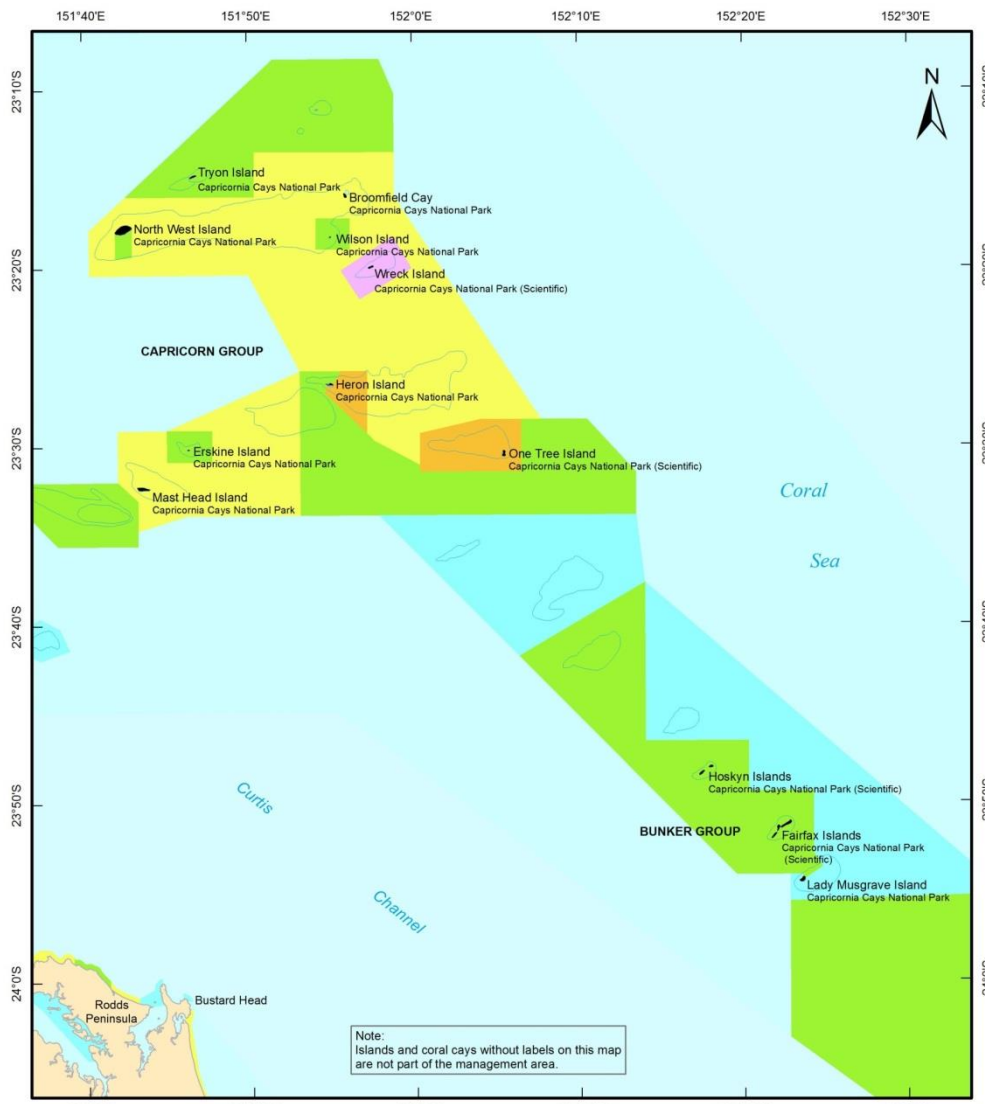 151°40'E
151°50'E
152°0'E
152°10'E
152°20'E
152°30'E
N
23°10'S
23°20'S
23°30'S
23°40'S
23°50'S
24°0'S
Tryon Island
Capricornia Cays National Park
Broomfield Cay
Capricornia Cays National Park
North West Island
Capricornia Cays National Park
Wilson Island
Capricornia Cays National Park
Wreck Island
Capricornia Cays National Park (Scientific)
CAPRICORN GROUP
Heron Island
Capricornia Cays National Park
Erskine Island
Capricornia Cays National Park
One Tree Island
Capricornia Cays National Park (Scientific)
Mast Head Island
Capricornia Cays National Park
Coral
Sea
Hoskyn Islands
Capricornia Cays National Park (Scientific)
BUNKER GROUP
Fairfax Islands
Capricornia Cays National Park
(Scientific)
Lady Musgrave Island
Capricornia Cays National Park
Curtis
Channel
Rodds
Peninsula
Bustard Head
Note:
Islands and coral cays without labels on this map
are not part of the management area.